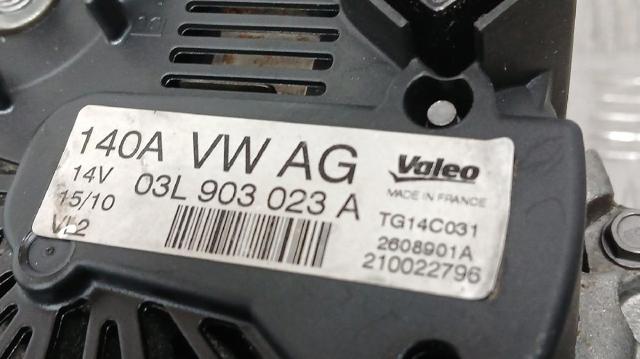 140A VW AG
14V 03L 903 023 A
15/10
Valeo
MADE IN FRANCE
TG14C031
2608901A
210022796